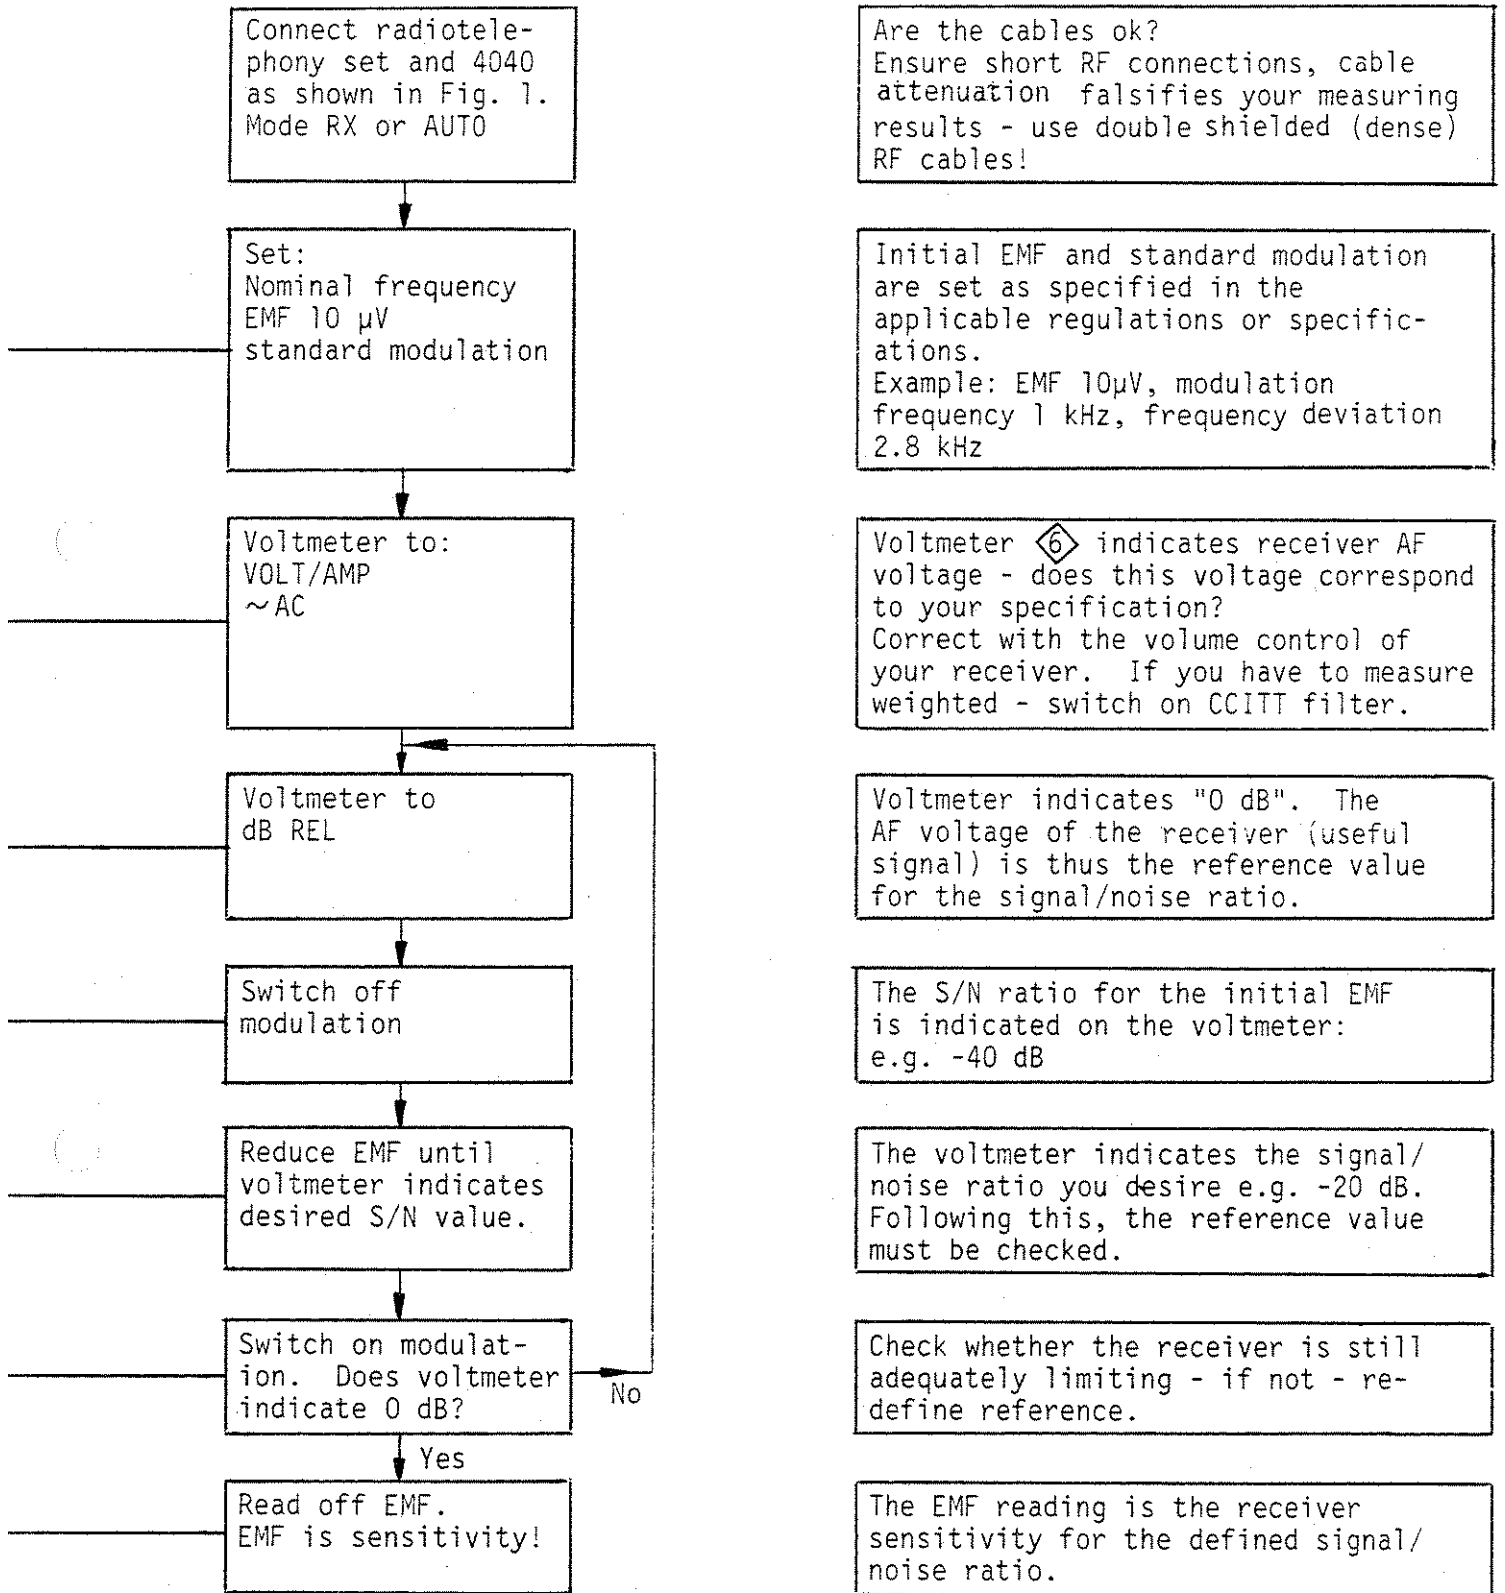 Connect radiotele-
phony set and 4040
as shown in Fig. 1.
Mode RX or AUTO
Are the cables ok?
Ensure short RF connections, cable
attenuation falsifies your measuring
results - use double shielded (dense)
RF cables!
Set:
Nominal frequency
EMF 10 µV
standard modulation
Initial EMF and standard modulation
are set as specified in the
applicable regulations or specific-
ations.
Example: EMF 10µV, modulation
frequency 1 kHz, frequency deviation
2.8 kHz
Voltmeter to:
VOLT/AMP
~AC
Voltmeter 6 indicates receiver AF
voltage - does this voltage correspond
to your specification?
Correct with the volume control of
your receiver. If you have to measure
weighted - switch on CCITT filter.
Voltmeter to
dB REL
Voltmeter indicates "0 dB". The
AF voltage of the receiver (useful
signal) is thus the reference value
for the signal/noise ratio.
Switch off
modulation
The S/N ratio for the initial EMF
is indicated on the voltmeter:
e.g. -40 dB
Reduce EMF until
voltmeter indicates
desired S/N value.
The voltmeter indicates the signal/
noise ratio you desire e.g. -20 dB.
Following this, the reference value
must be checked.
Switch on modulat-
ion. Does voltmeter
indicate 0 dB?
No
Yes
Check whether the receiver is still
adequately limiting - if not - re-
define reference.
Read off EMF.
EMF is sensitivity!
The EMF reading is the receiver
sensitivity for the defined signal/
noise ratio.